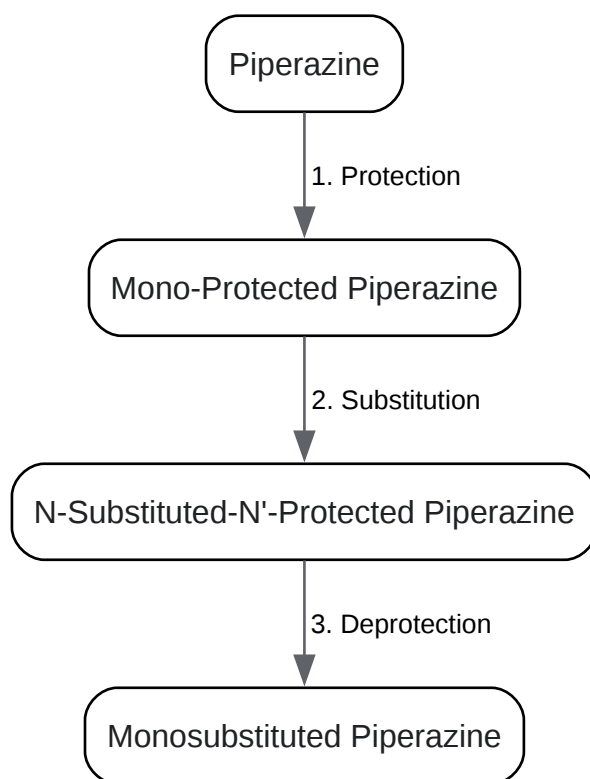 Piperazine
1. Protection
Mono-Protected Piperazine
2. Substitution
N-Substituted-N'-Protected Piperazine
3. Deprotection
Monosubstituted Piperazine